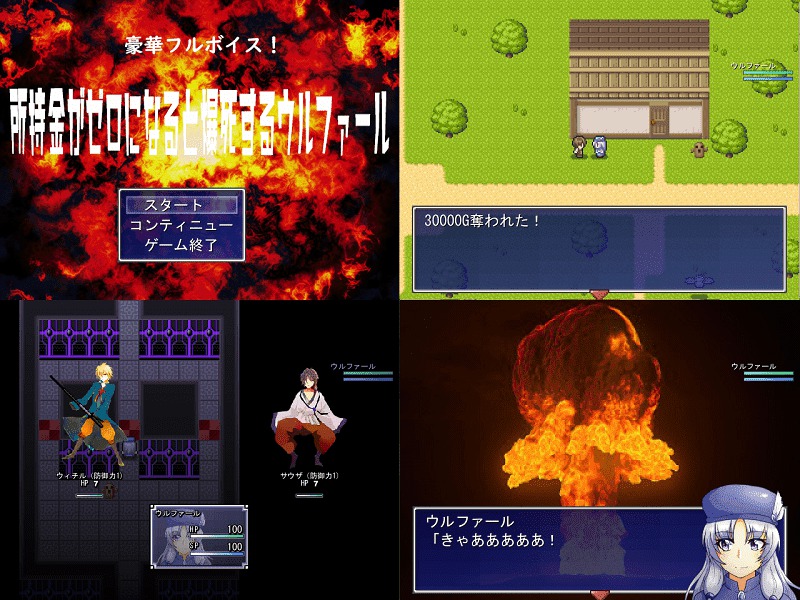 豪華フルボイス！
所持金がゼロになると爆死するウルファール
スタート
コンティニュー
ゲーム終了
ウルファール
30000G奪われた！
ウルファール
ウィチル(防御力1)
HP 7
サウザ(防御力1)
HP 7
ウルファール
HP 100
SP 100
ウルファール
ウルファール
「きゃあああああ！